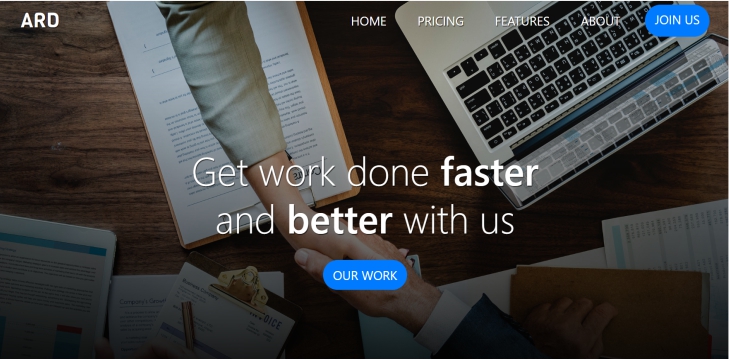 ARD
HOME
PRICING
FEATURES
ABOUT
JOIN US
Get work done faster
and better with us
OUR WORK